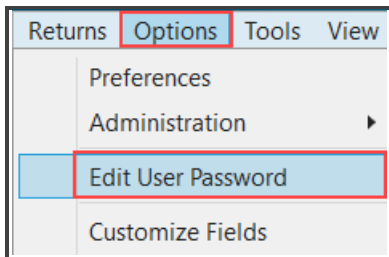 Returns Options Tools View
Preferences
Administration
Edit User Password
Customize Fields